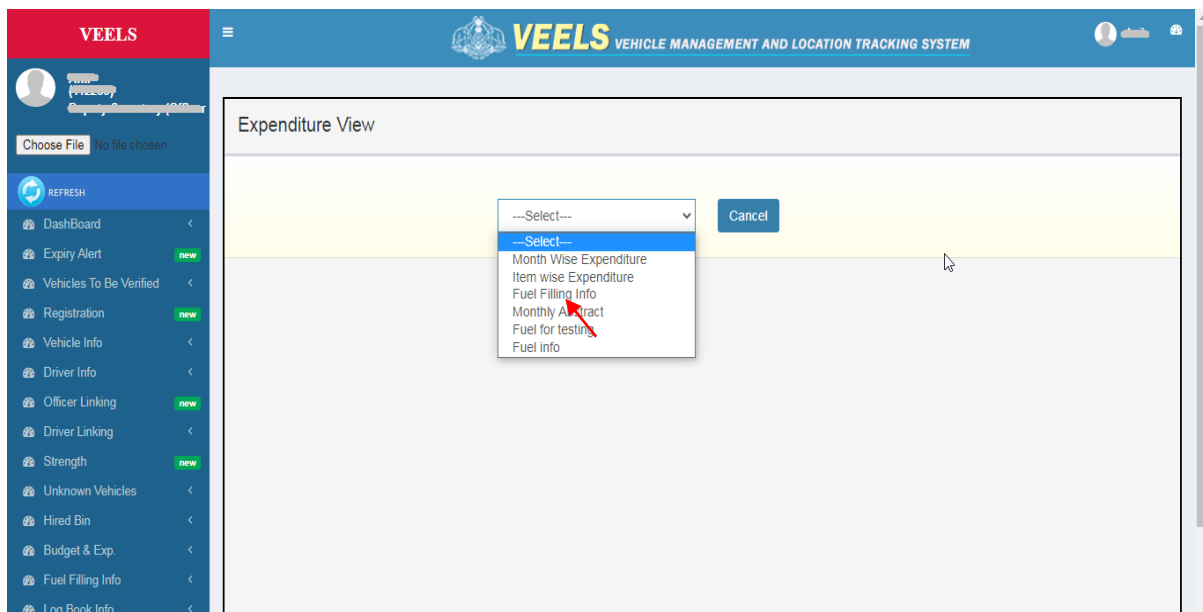 VEELS
VEELS VEHICLE MANAGEMENT AND LOCATION TRACKING SYSTEM
Choose File No file chosen
REFRESH
DashBoard
Expiry Alert new
Vehicles To Be Verified
Registration new
Vehicle Info
Driver Info
Officer Linking new
Driver Linking
Strength new
Unknown Vehicles
Hired Bin
Budget & Exp.
Fuel Filling Info
Log Book Info
Expenditure View
---Select--- Cancel
---Select---
Month Wise Expenditure
Item wise Expenditure
Fuel Filling Info
Monthly Abstract
Fuel for testing
Fuel info